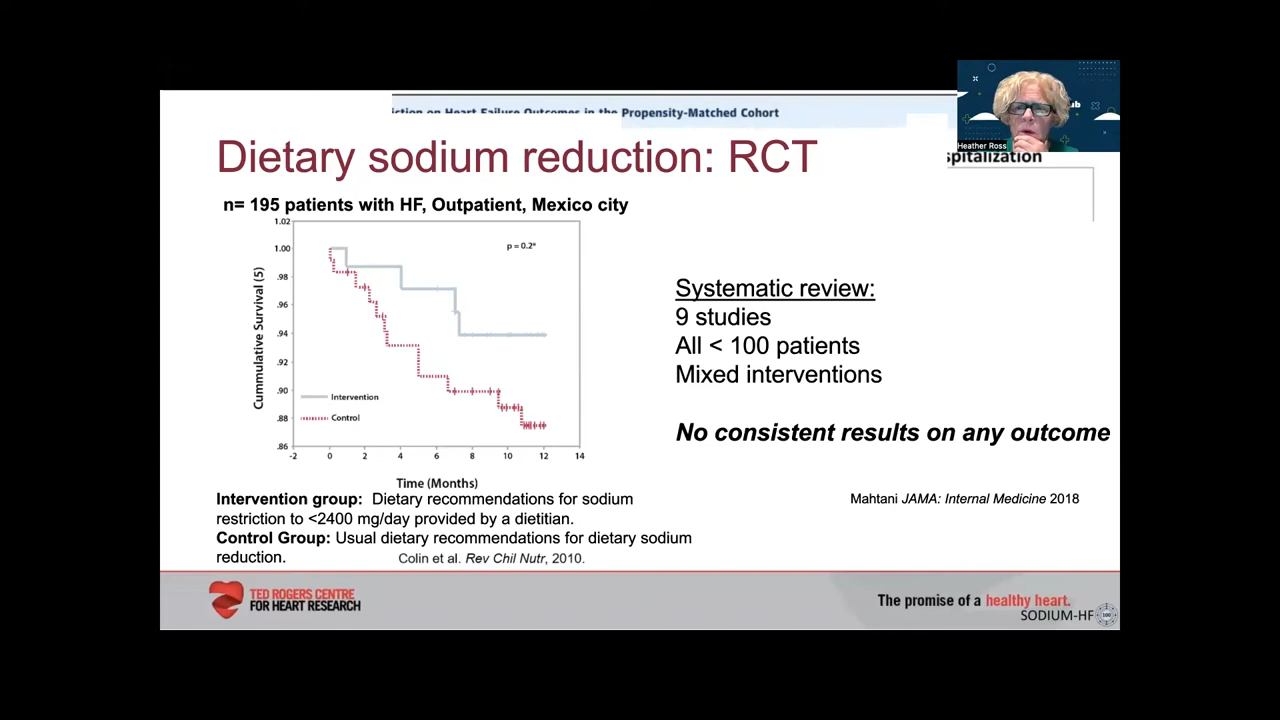 iction on Heart Failure Outcomes in the Propensity-Matched Cohort
ub
Heather Ross
spitalization
Dietary sodium reduction: RCT
n= 195 patients with HF, Outpatient, Mexico city
1.02
1.00
.98
.96
.94
.92
.90
.88
.86
Cummulative Survival (5)
p = 0.2*
Intervention
Control
-2 0 2 4 6 8 10 12 14
Time (Months)
Systematic review:
9 studies
All < 100 patients
Mixed interventions
No consistent results on any outcome
Mahtani JAMA: Internal Medicine 2018
Intervention group: Dietary recommendations for sodium
restriction to <2400 mg/day provided by a dietitian.
Control Group: Usual dietary recommendations for dietary sodium
reduction.
Colin et al. Rev Chil Nutr, 2010.
TED ROGERS CENTRE
FOR HEART RESEARCH
The promise of a healthy heart.
SODIUM-HF
100